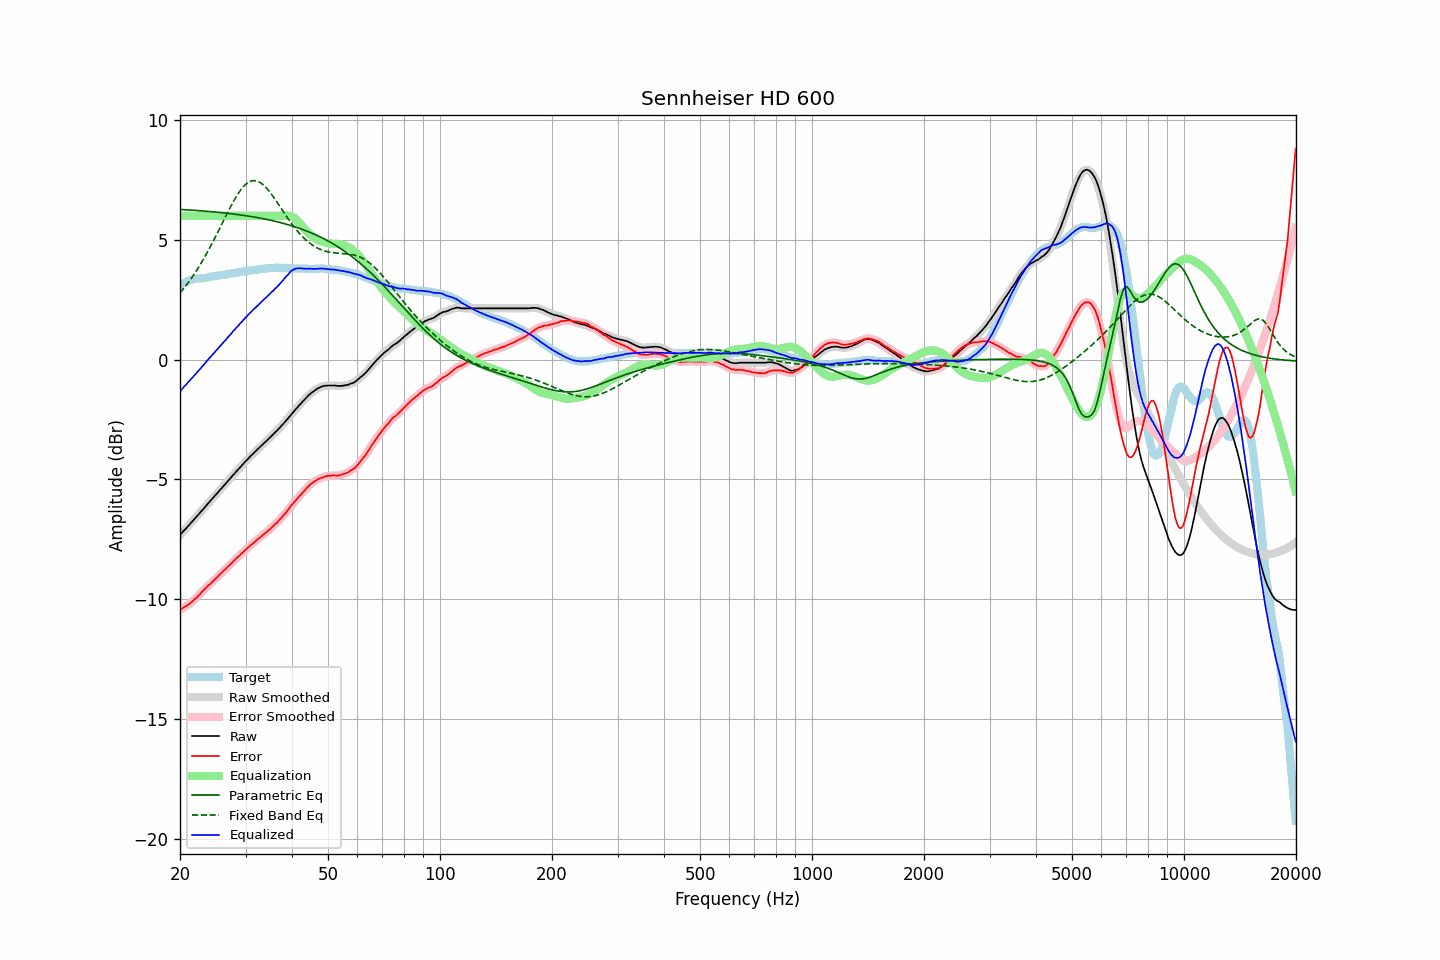 Sennheiser HD 600
10
5
0
−5
−10
−15
−20
Amplitude (dBr)
Target
Raw Smoothed
Error Smoothed
Raw
Error
Equalization
Parametric Eq
Fixed Band Eq
Equalized
20 50 100 200 500 1000 2000 5000 10000 20000
Frequency (Hz)